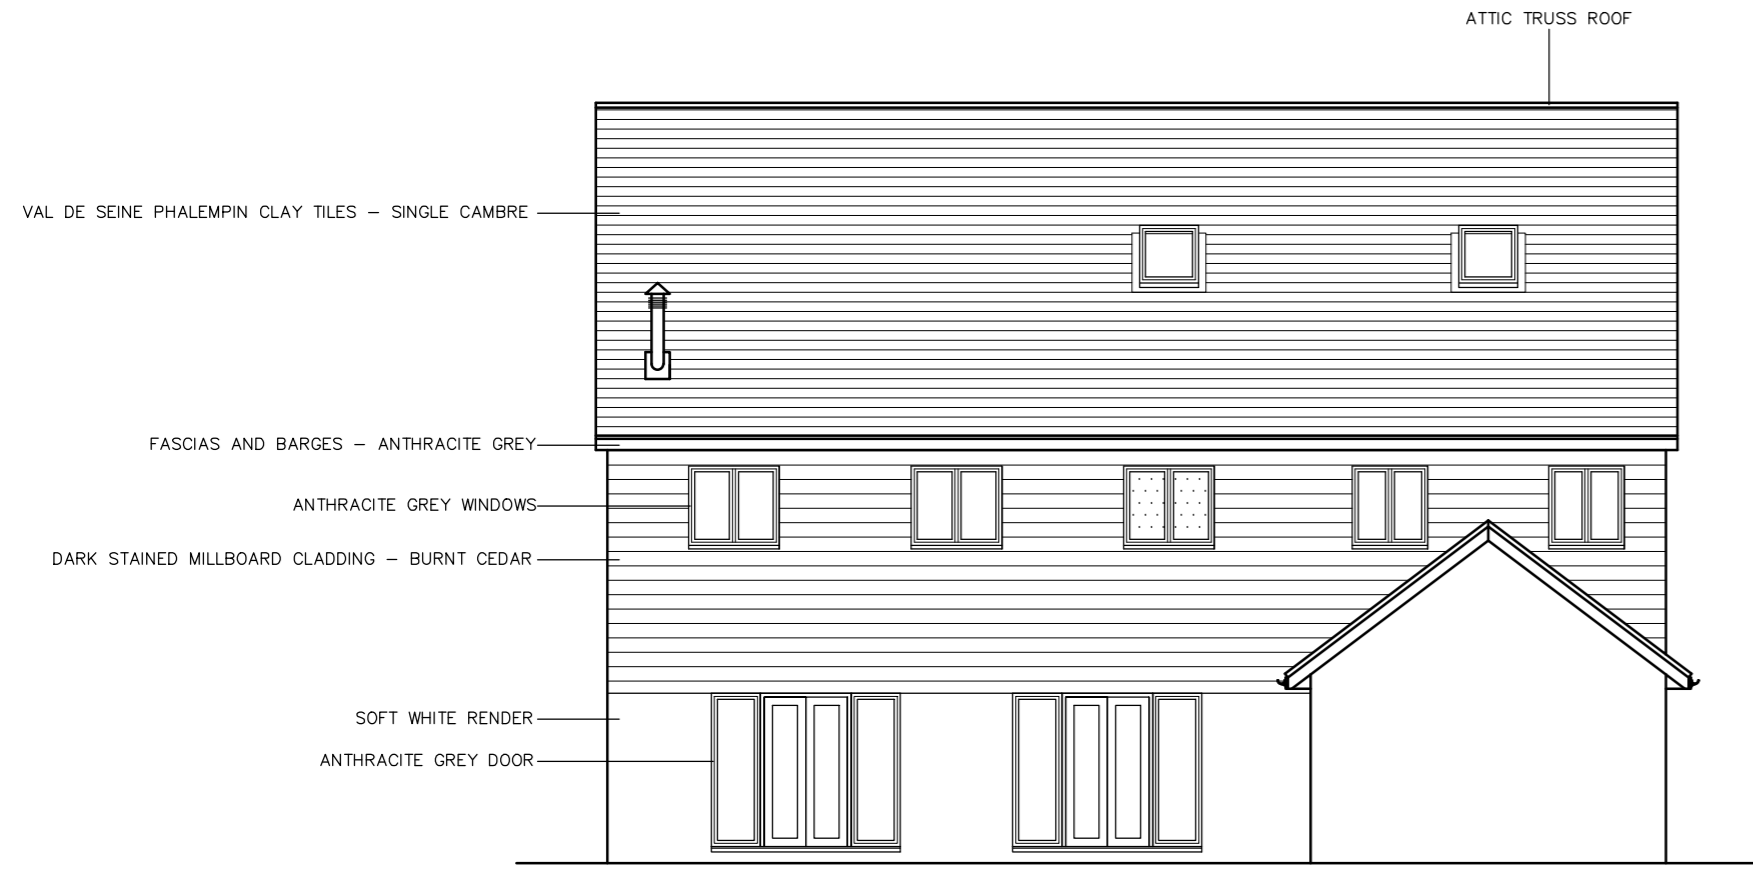 ATTIC TRUSS ROOF
VAL DE SEINE PHALEMPIN CLAY TILES – SINGLE CAMBRE
FASCIAS AND BARGES – ANTHRACITE GREY
ANTHRACITE GREY WINDOWS
DARK STAINED MILLBOARD CLADDING – BURNT CEDAR
SOFT WHITE RENDER
ANTHRACITE GREY DOOR